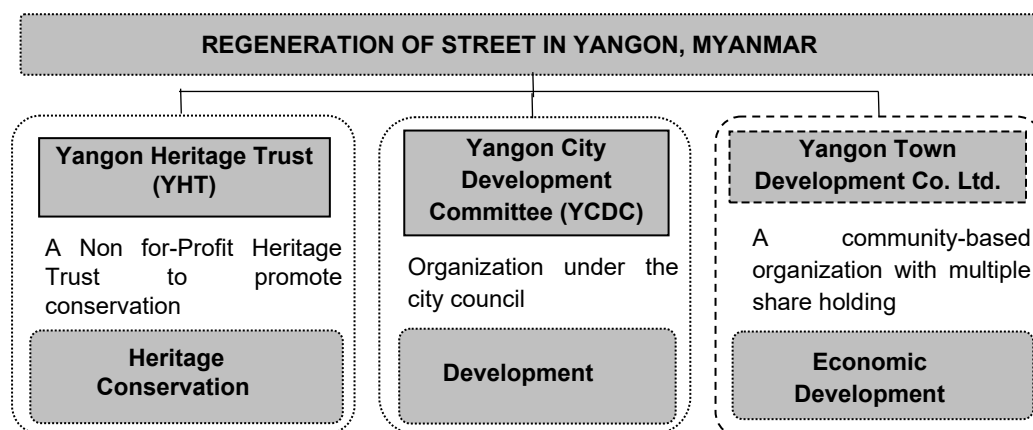 REGENERATION OF STREET IN YANGON, MYANMAR
Yangon Heritage Trust
(YHT)
A Non for-Profit Heritage
Trust to promote
conservation
Heritage
Conservation
Yangon City
Development
Committee (YCDC)
Organization under the
city council
Development
Yangon Town
Development Co. Ltd.
A community-based
organization with multiple
share holding
Economic
Development